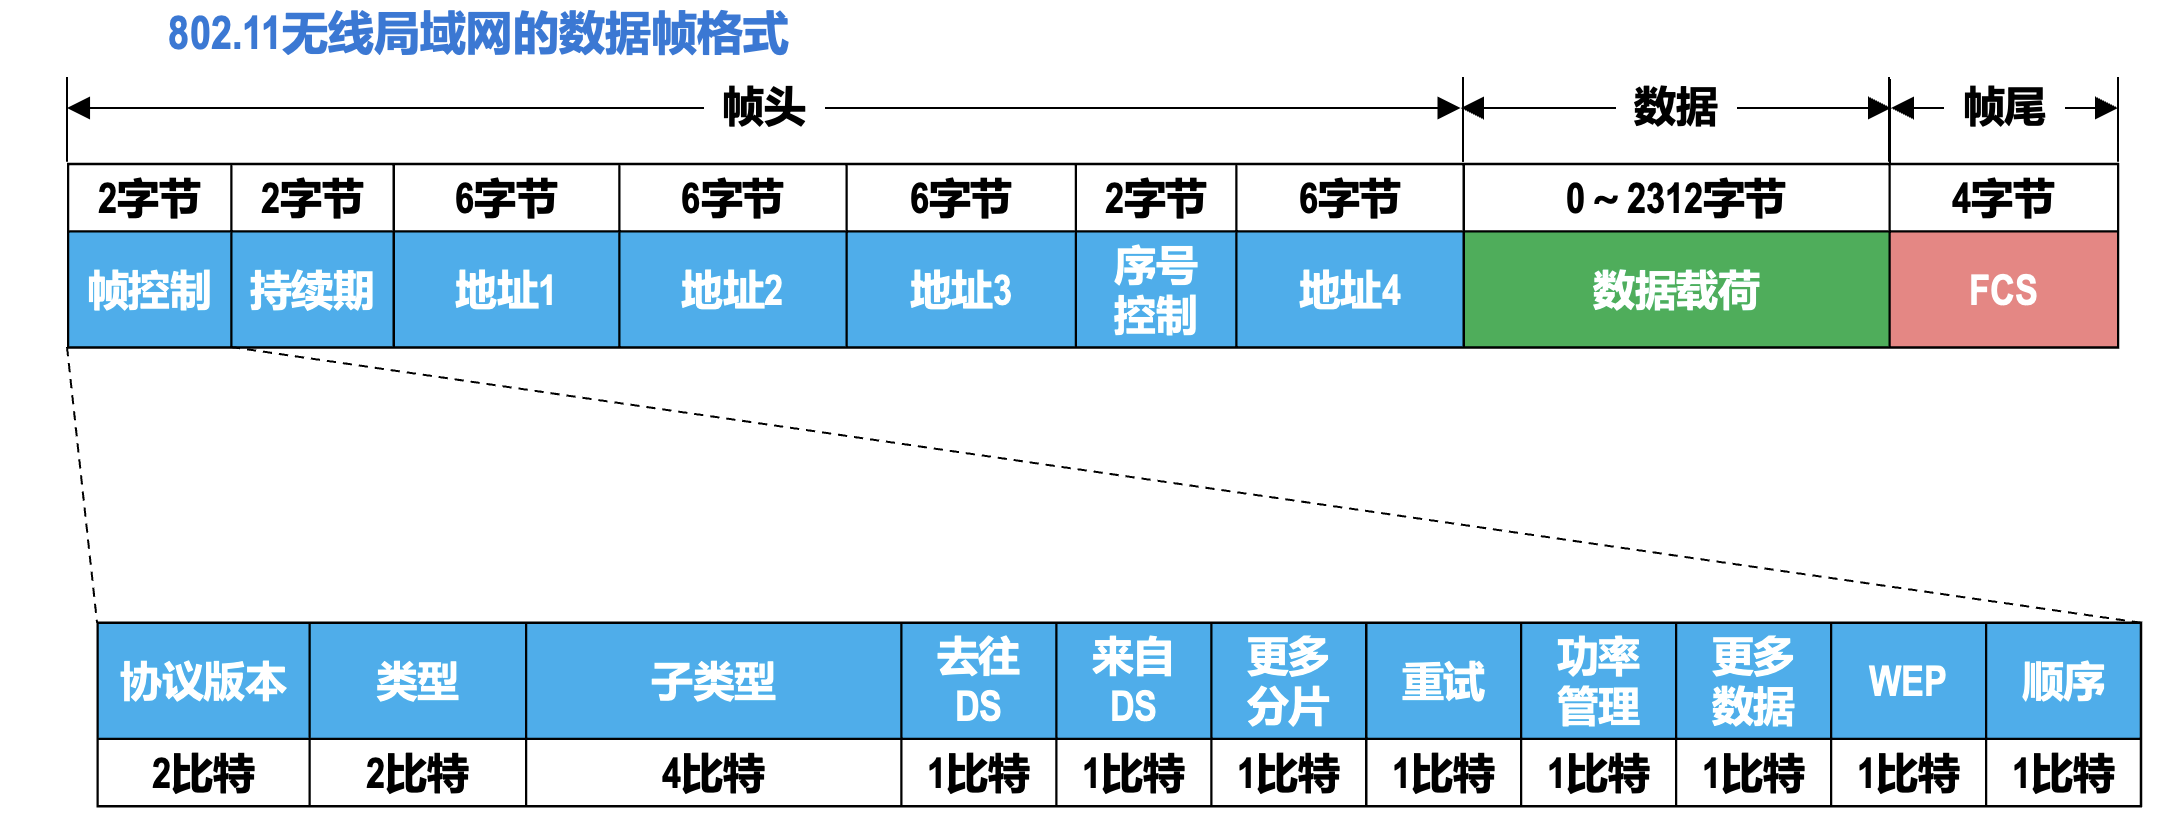 802.11无线局域网的数据帧格式
帧头 数据 帧尾
2字节 2字节 6字节 6字节 6字节 2字节 6字节 0～2312字节 4字节
帧控制 持续期 地址1 地址2 地址3 序号控制 地址4 数据载荷 FCS
协议版本 类型 子类型 去往DS 来自DS 更多分片 重试 功率管理 更多数据 WEP 顺序
2比特 2比特 4比特 1比特 1比特 1比特 1比特 1比特 1比特 1比特 1比特